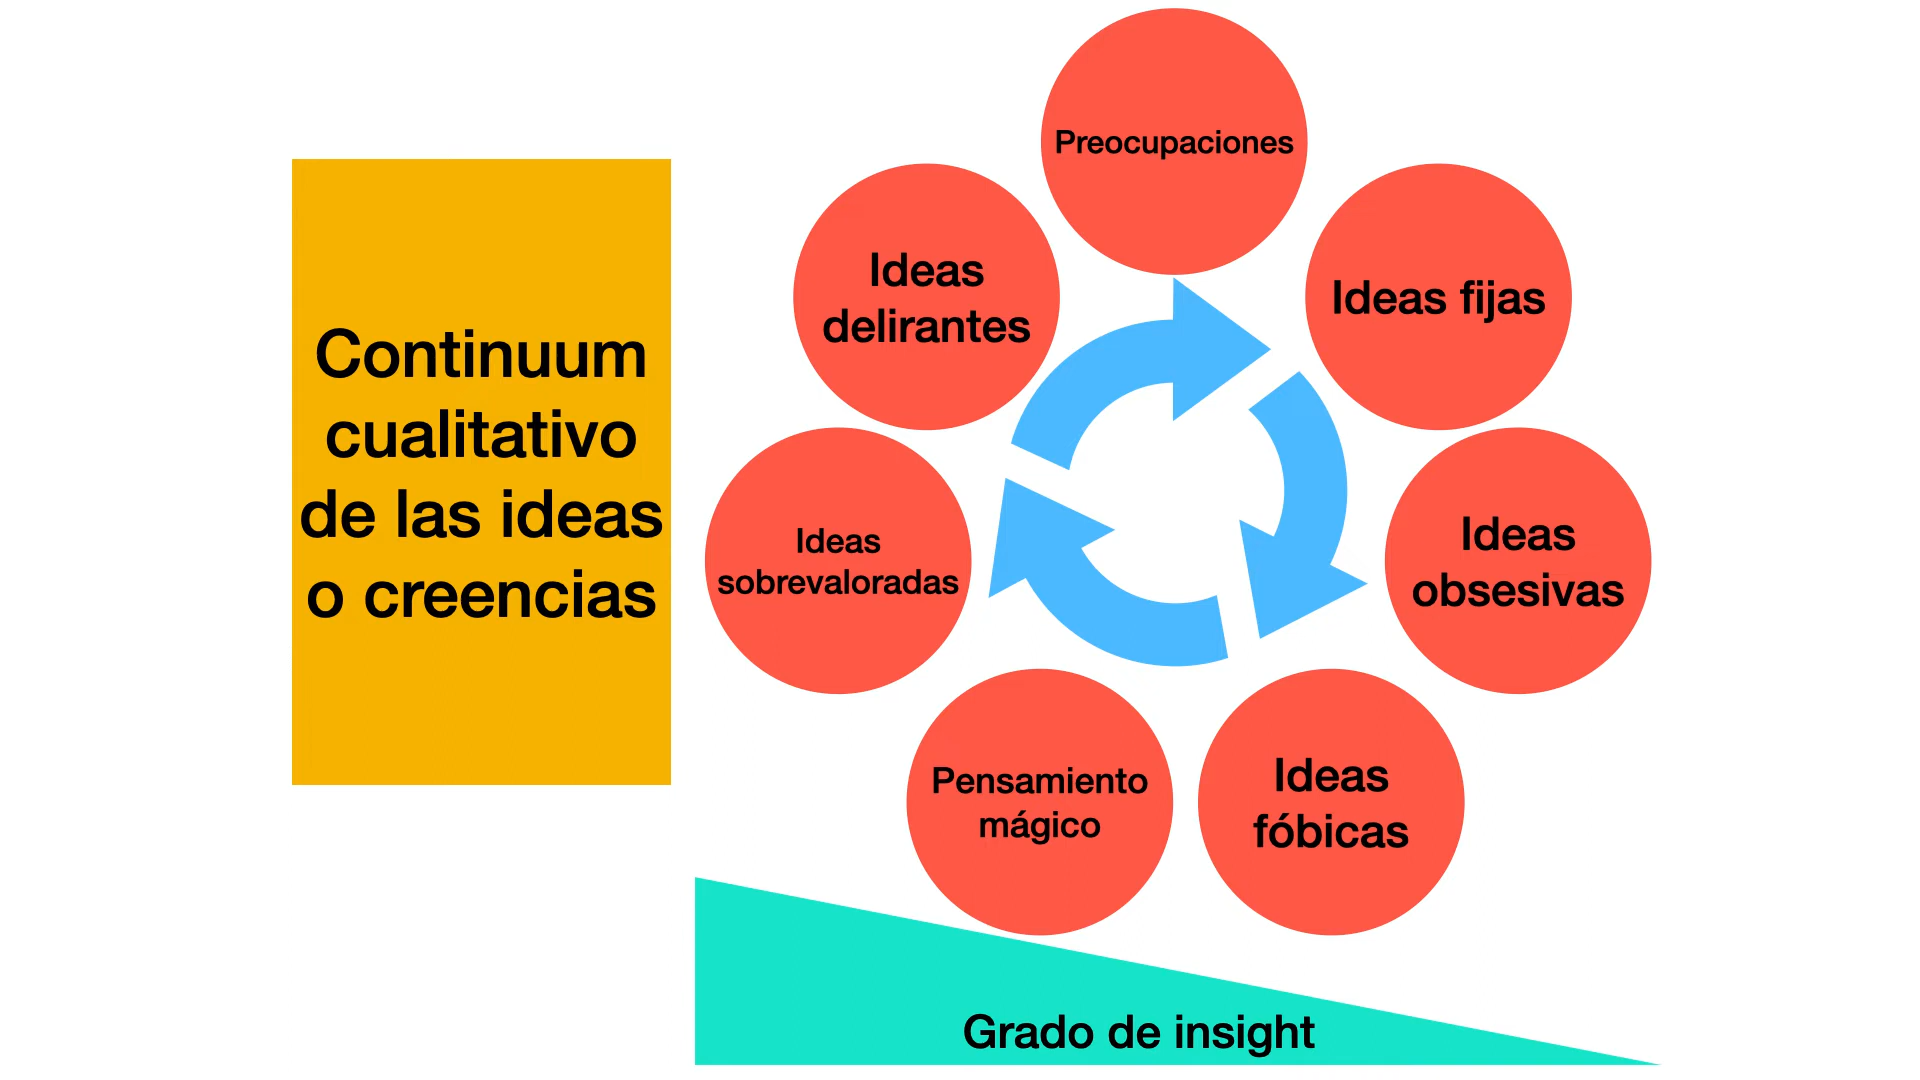 Continuum
cualitativo
de las ideas
o creencias
Preocupaciones
Ideas fijas
Ideas
obsesivas
Ideas
fóbicas
Pensamiento
mágico
Ideas
sobrevaloradas
Ideas
delirantes
Grado de insight